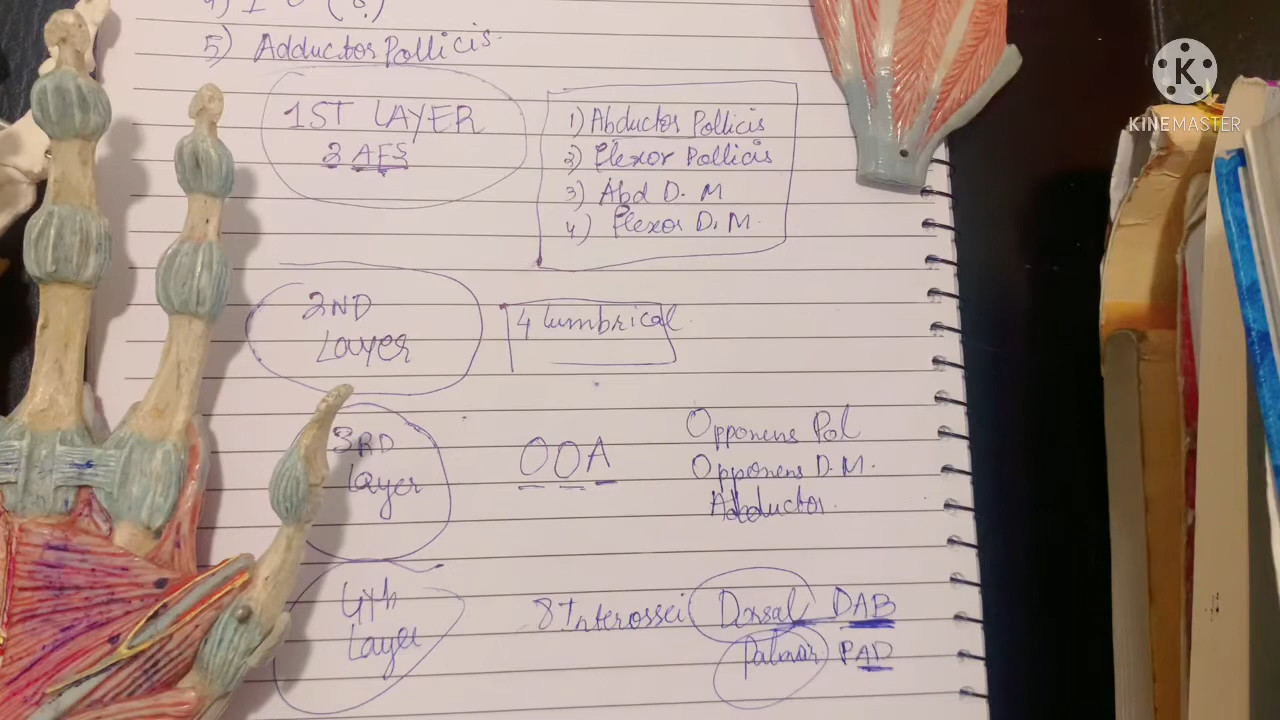 5) Adductor Pollicis.
1ST LAYER
2 AFS
1) Abductor Pollicis
2) Flexor Pollicis
3) Abd D. M
4) Flexor D. M.
2ND
Layer
4 lumbrical
3RD
Layer
OOA
Opponens Pol
Opponens D. M.
Adductor.
4th
Layer
8 Interossei Dorsal DAB
Palmar PAD
K
KINEMASTER